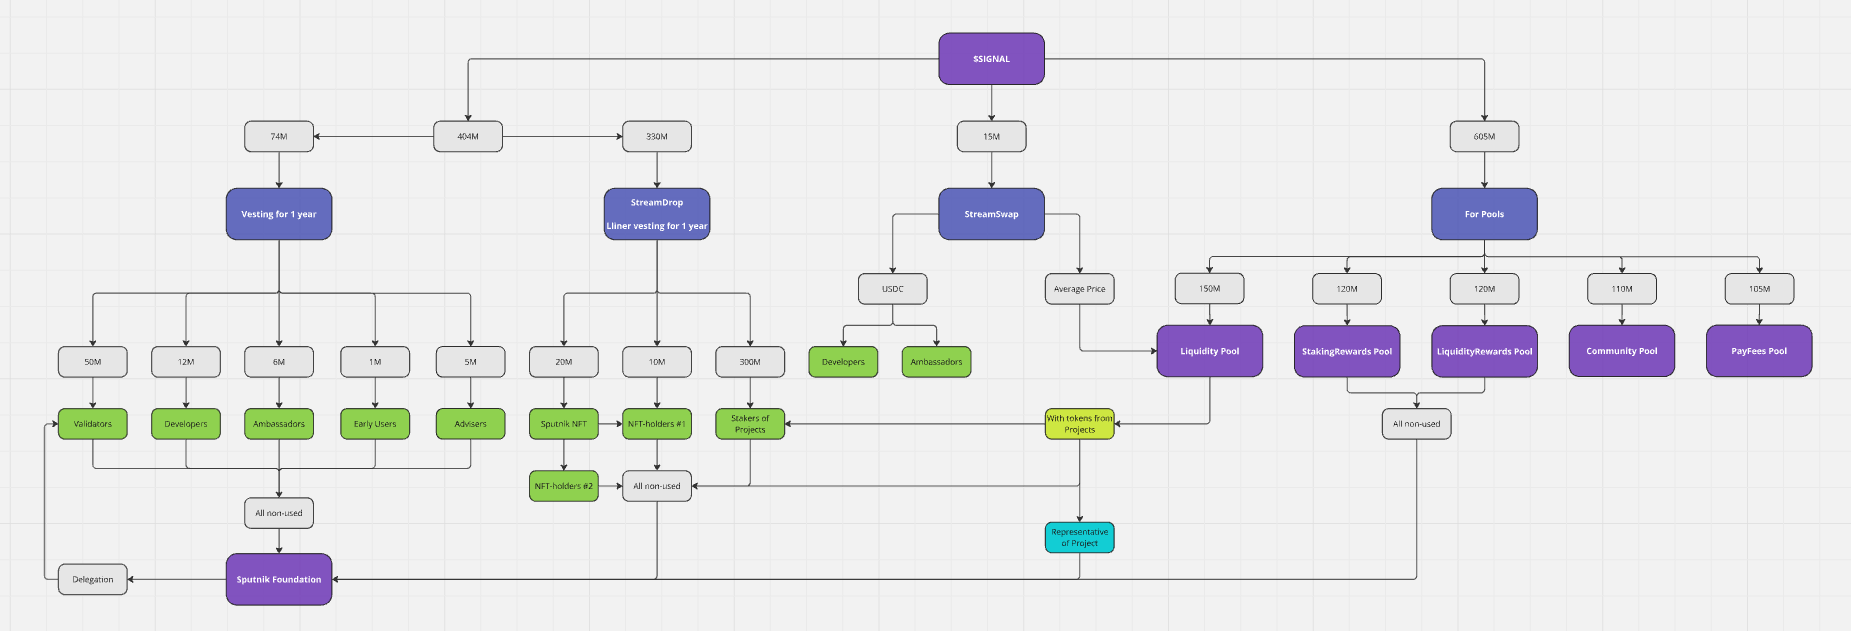 $SIGNAL
74M
404M
330M
15M
605M
Vesting for 1 year
StreamDrop
Lliner vesting for 1 year
StreamSwap
For Pools
USDC
Average Price
150M
120M
120M
110M
105M
50M
12M
6M
1M
5M
20M
10M
300M
Developers
Ambassadors
Liquidity Pool
StakingRewards Pool
LiquidityRewards Pool
Community Pool
PayFees Pool
Validators
Developers
Ambassadors
Early Users
Advisers
Sputnik NFT
NFT-holders #1
Stakers of
Projects
With tokens from
Projects
All non-used
NFT-holders #2
All non-used
All non-used
Representative
of Project
Delegation
Sputnik Foundation